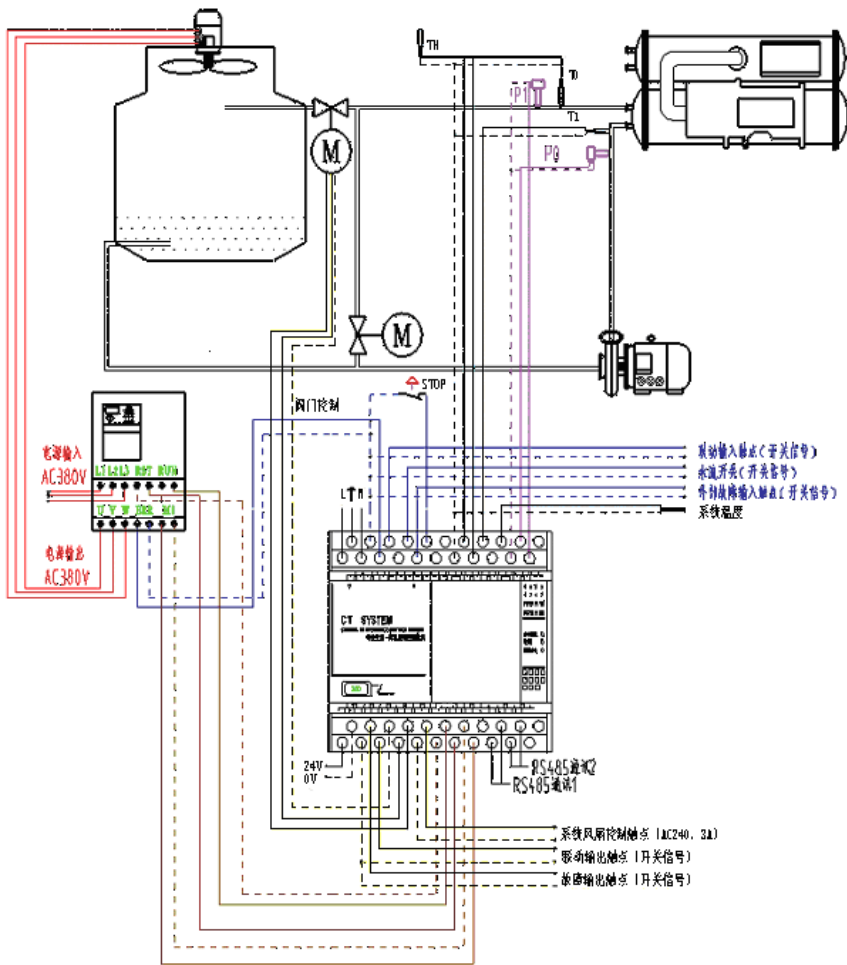 TH
T0
P1
T1
P0
M
M
STOP
阀门控制
电源输入
AC380V
L1 L2 L3
U V W
电源输出
AC380V
L
N
联动输入触点(开关信号)
水流开关(开关信号)
外部故障输入触点(开关信号)
系统温度
CT SYSTEM
24V
0V
RS485通讯2
RS485通讯1
系统风扇控制触点(AC240,3A)
联动输出触点(开关信号)
故障输出触点(开关信号)